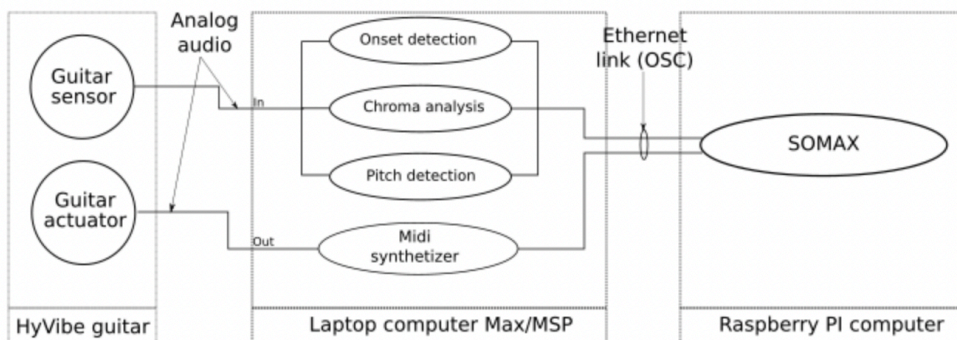 Analog
audio
Onset detection
Ethernet
link (OSC)
Guitar
sensor
In
Chroma analysis
SOMAX
Pitch detection
Guitar
actuator
Out
Midi
synthetizer
HyVibe guitar
Laptop computer Max/MSP
Raspberry PI computer